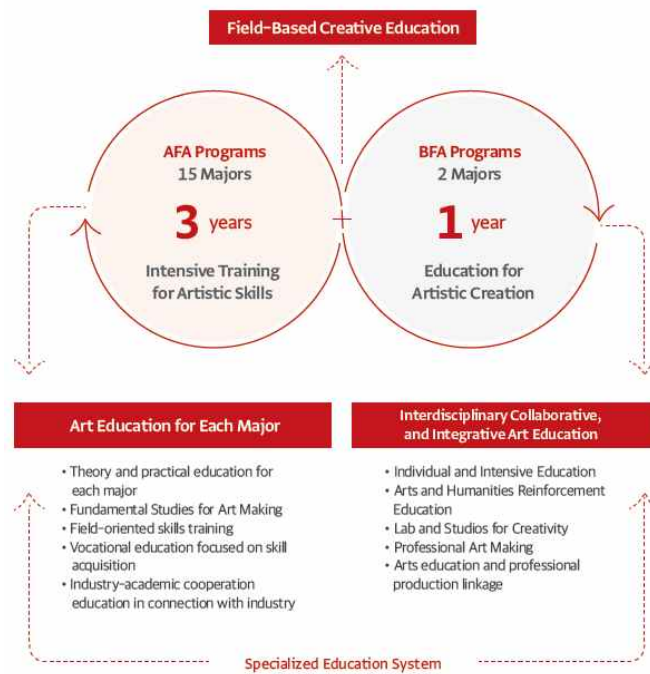 Field-Based Creative Education
AFA Programs
15 Majors
3 years
Intensive Training
for Artistic Skills
+
BFA Programs
2 Majors
1 year
Education for
Artistic Creation
Art Education for Each Major
• Theory and practical education for
each major
• Fundamental Studies for Art Making
• Field-oriented skills training
• Vocational education focused on skill
acquisition
• Industry-academic cooperation
education in connection with industry
Interdisciplinary Collaborative,
and Integrative Art Education
• Individual and Intensive Education
• Arts and Humanities Reinforcement
Education
• Lab and Studios for Creativity
• Professional Art Making
• Arts education and professional
production linkage
Specialized Education System